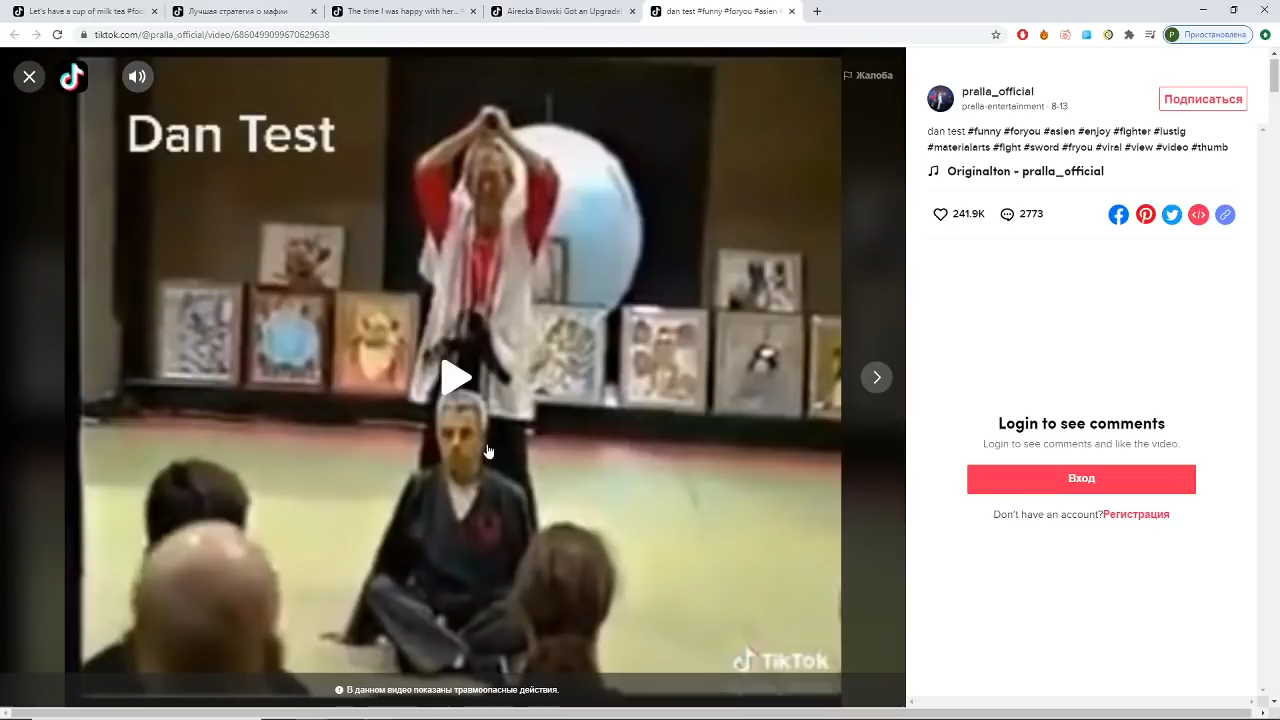 Let's have a cup of milk tea #foc
Лучшая стратегия о мафии
The time I was happy with her.. #
Airecka Blowski Got an Upgrade!
dan test #funny #foryou #asien #
tiktok.com/@pralla_official/video/6860499099670629638
P
Приостановлена
Жалоба
Dan Test
pralla_official
pralla-entertainment · 8-13
Подписаться
dan test #funny #foryou #asien #enjoy #fighter #lustig
#materialarts #fight #sword #fryou #viral #view #video #thumb
Originalton - pralla_official
241.9K
2773
Login to see comments
Login to see comments and like the video.
Вход
Don't have an account?Регистрация
TikTok
В данном видео показаны травмоопасные действия.